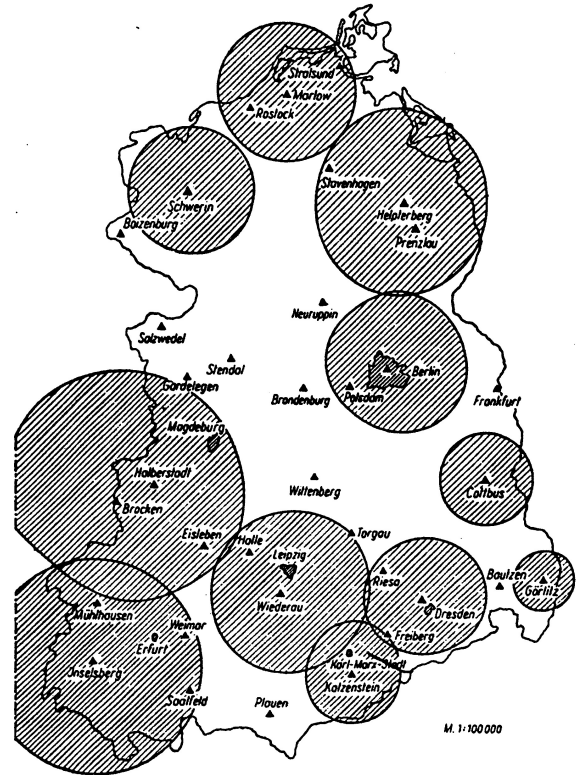 Stralsund
Marlow
Rostock
Stavenhagen
Schwerin
Helpterberg
Boizenburg
Prenzlau
Neuruppin
Salzwedel
Stendal
Berlin
Gardelegen
Brandenburg
Potsdam
Frankfurt
Magdeburg
Halberstadt
Wittenberg
Cottbus
Brocken
Eisleben
Halle
Torgau
Leipzig
Riesa
Bautzen
Görlitz
Wiederau
Mühlhausen
Dresden
Weimar
Erfurt
Freiberg
Inselsberg
Karl-Marx-Stadt
Katzenstein
Saalfeld
Plauen
M. 1:100 000